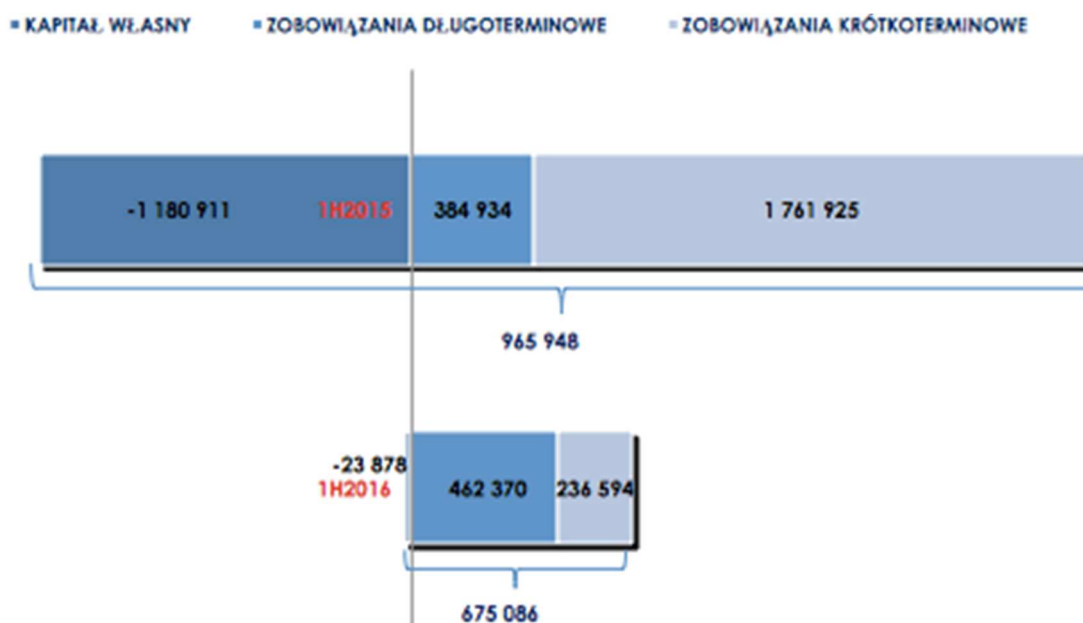 KAPITAŁ WŁASNY ZOBOWIĄZANIA DŁUGOTERMINOWE ZOBOWIĄZANIA KRÓTKOTERMINOWE
-1 180 911 1H2015 384 934 1 761 925
965 948
-23 878
1H2016 462 370 236 594
675 086